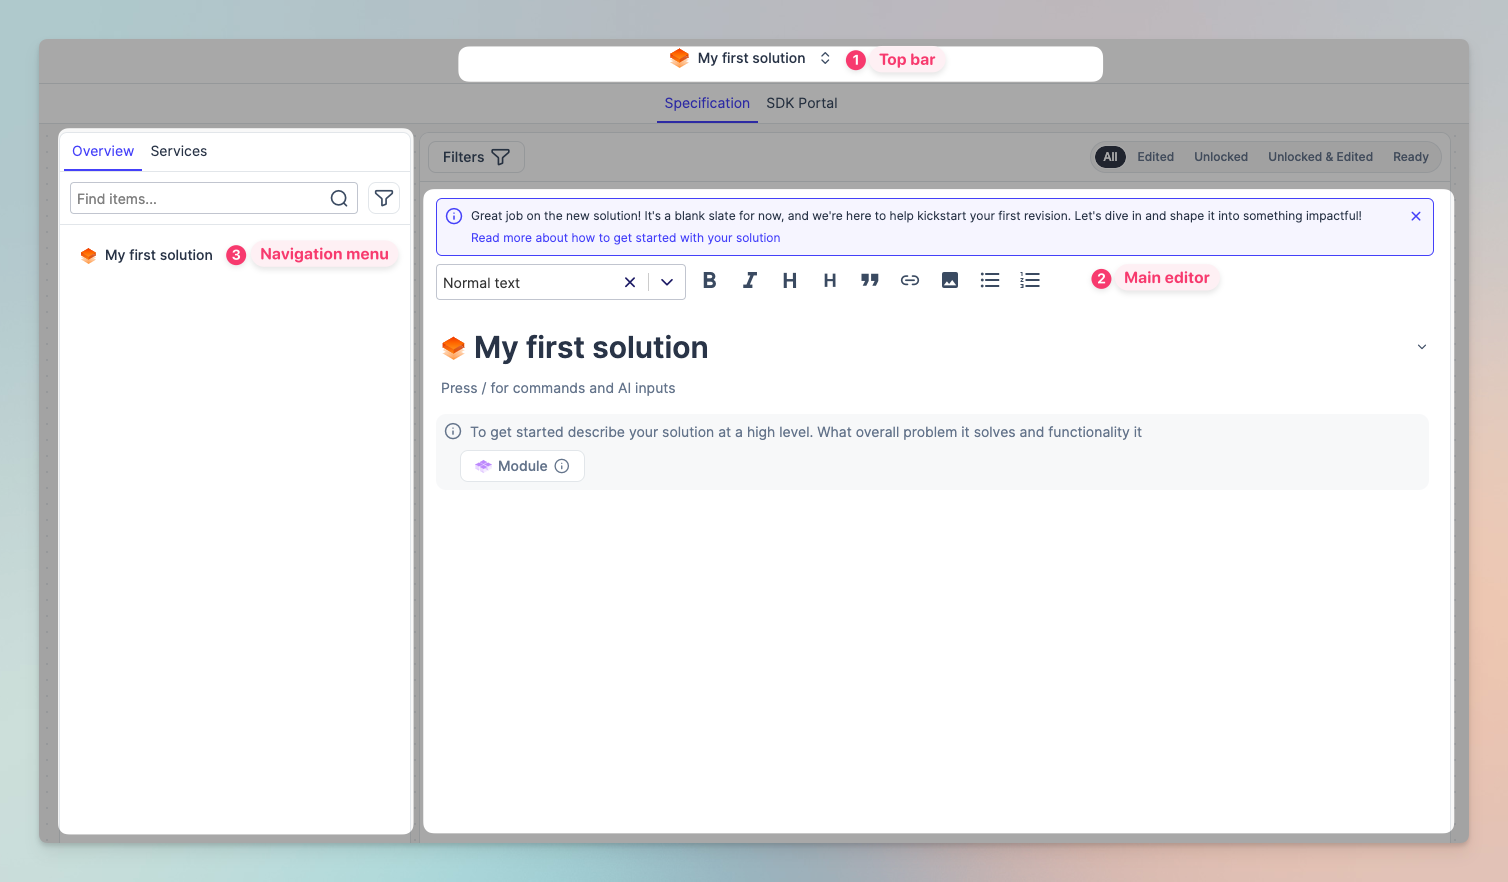 My first solution
1 Top bar
Specification SDK Portal
Overview Services
Find items...
My first solution
3 Navigation menu
Filters
All Edited Unlocked Unlocked & Edited Ready
Great job on the new solution! It's a blank slate for now, and we're here to help kickstart your first revision. Let's dive in and shape it into something impactful!
Read more about how to get started with your solution
Normal text
B I H H
2 Main editor
My first solution
Press / for commands and AI inputs
To get started describe your solution at a high level. What overall problem it solves and functionality it
Module